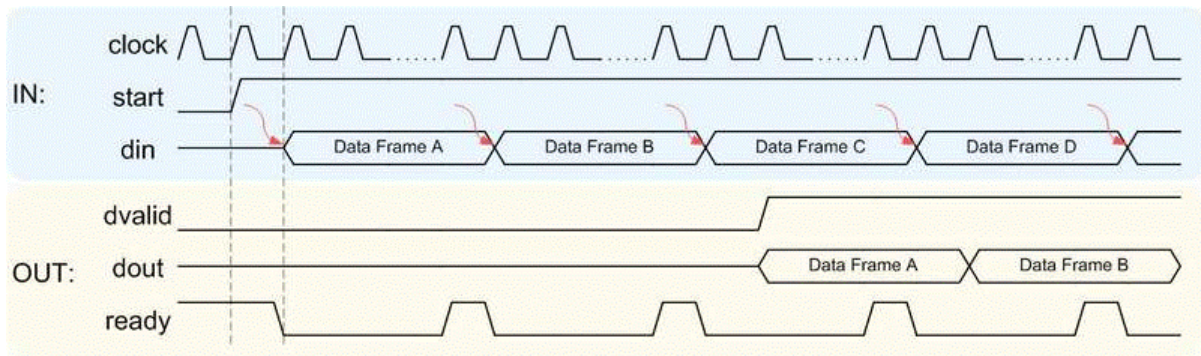 clock
IN:
start
din
Data Frame A
Data Frame B
Data Frame C
Data Frame D
dvalid
OUT:
dout
Data Frame A
Data Frame B
ready